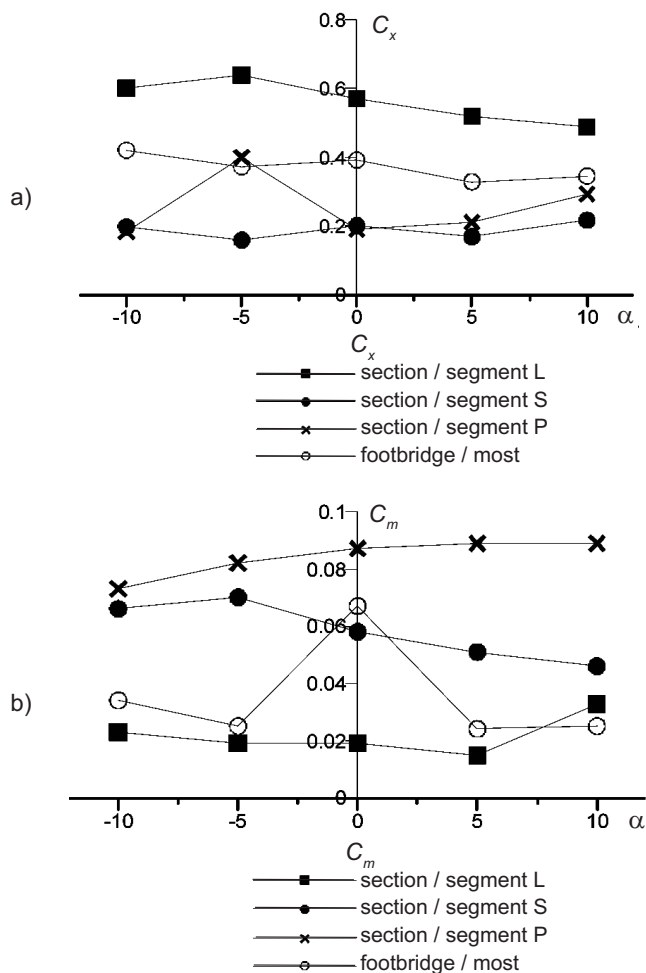 a)
C_x
0.8
0.6
0.4
0.2
0
-10 -5 0 5 10 α
C_x
section / segment L
section / segment S
section / segment P
footbridge / most
b)
C_m
0.1
0.08
0.06
0.04
0.02
0
-10 -5 0 5 10 α
C_m
section / segment L
section / segment S
section / segment P
footbridge / most